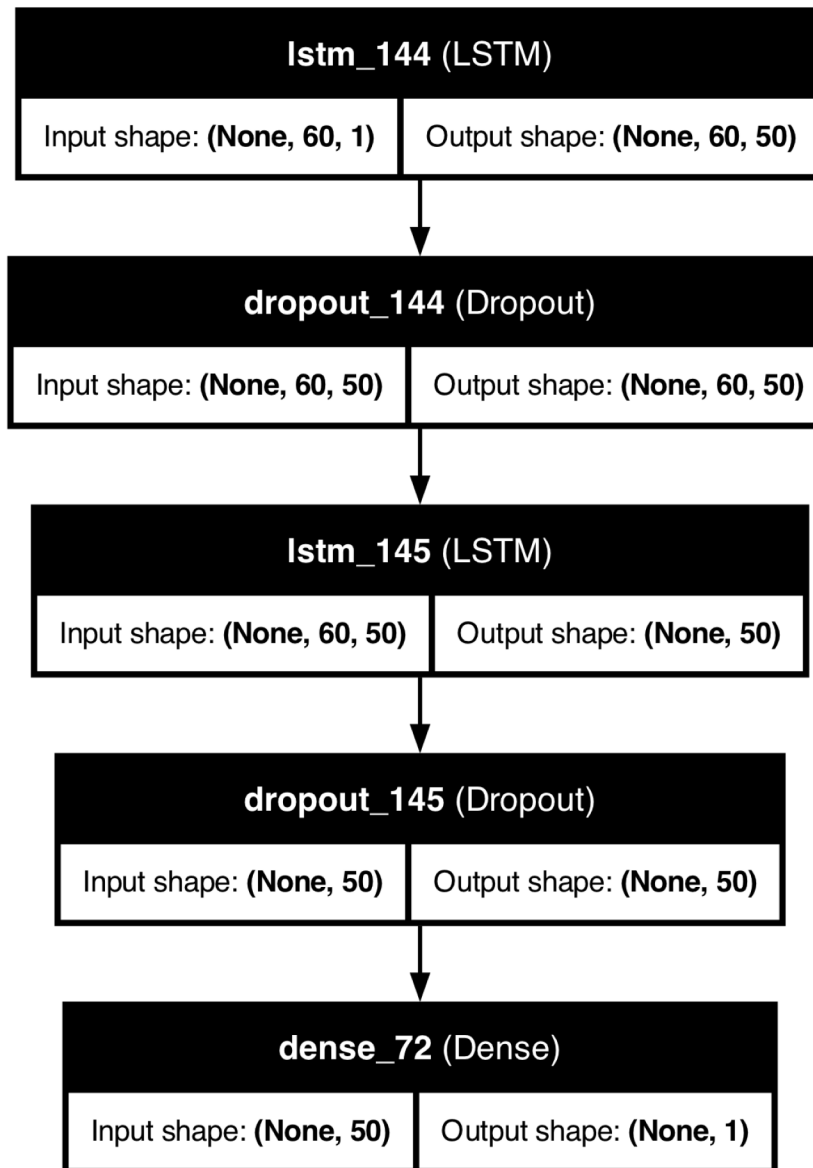 lstm_144 (LSTM)
Input shape: (None, 60, 1) Output shape: (None, 60, 50)
dropout_144 (Dropout)
Input shape: (None, 60, 50) Output shape: (None, 60, 50)
lstm_145 (LSTM)
Input shape: (None, 60, 50) Output shape: (None, 50)
dropout_145 (Dropout)
Input shape: (None, 50) Output shape: (None, 50)
dense_72 (Dense)
Input shape: (None, 50) Output shape: (None, 1)